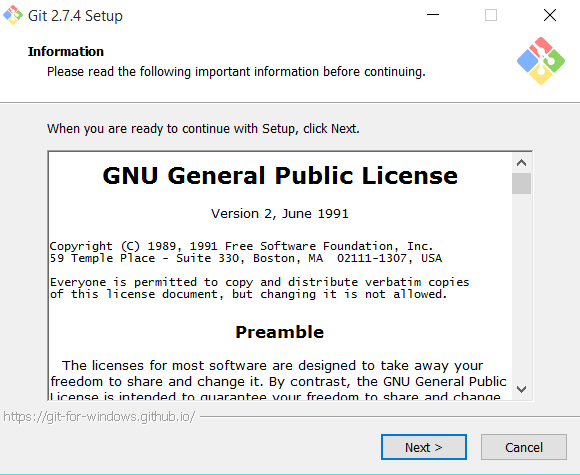 Git 2.7.4 Setup
Information
Please read the following important information before continuing.
When you are ready to continue with Setup, click Next.
GNU General Public License
Version 2, June 1991
Copyright (C) 1989, 1991 Free Software Foundation, Inc.
59 Temple Place - Suite 330, Boston, MA  02111-1307, USA
Everyone is permitted to copy and distribute verbatim copies
of this license document, but changing it is not allowed.
Preamble
The licenses for most software are designed to take away your
freedom to share and change it. By contrast, the GNU General Public
License is intended to guarantee your freedom to share and change
https://git-for-windows.github.io/
Next >
Cancel